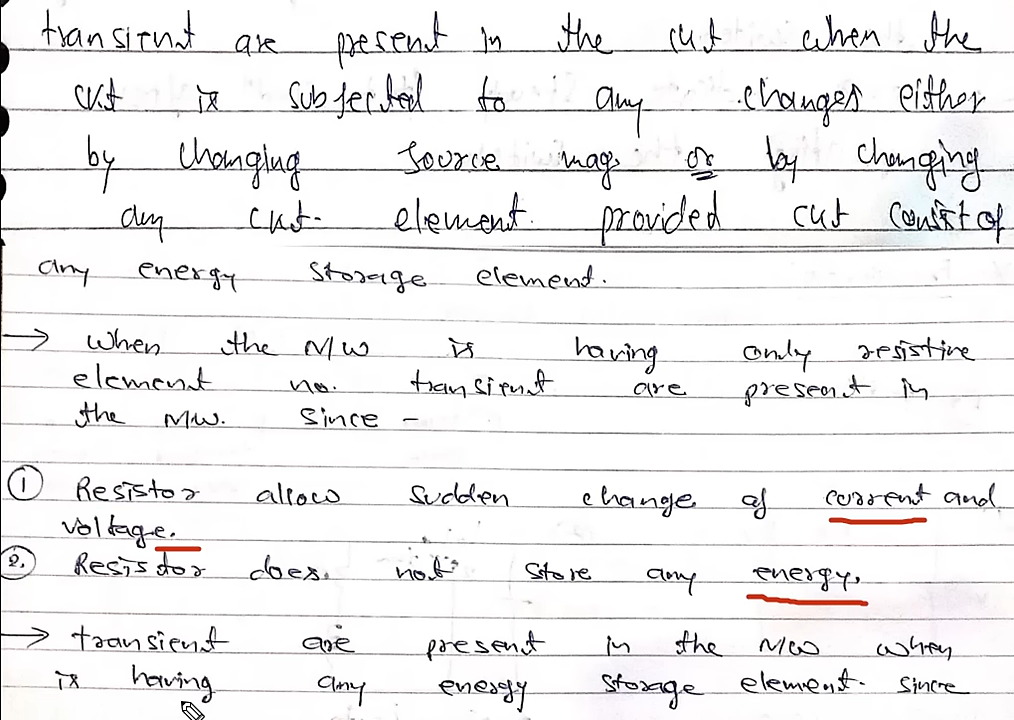 transient are present in the ckt when the
ckt is subjected to any changes either
by changing source mag. or by changing
any ckt. element. provided ckt consist of
any energy storage element.
→ when the N/W is having only resistive
element no. transient are present in
the N/W. since –
① Resistor allow sudden change of current and
voltage.
②. Resistor does. not store any energy.
→ transient are present in the N/W when
is having any energy storage element. since